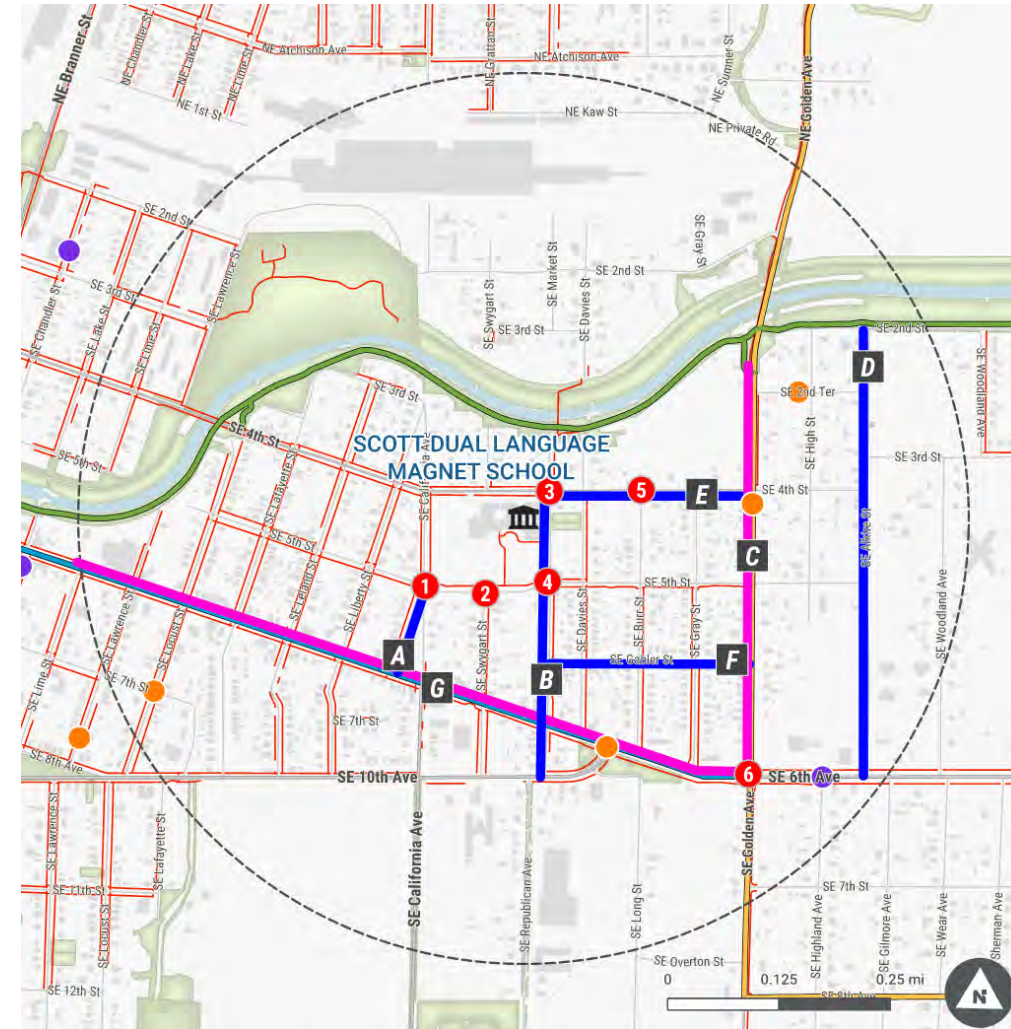 NE Branner St
NE Chandler St
NE Lake St
NE Lime St
NE Atchison Ave
NE Grattan St
NE Atchison Ave
NE Sumner St
NE 1st St
NE Kaw St
NE Private Rd
NE Golden Ave
SE 2nd St
SE Lawrence St
SE Gray St
SE Market St
SE Davies St
SE Swygart St
SE 2nd St
SE 3rd St
SE 3rd St
SE Chandler St
SE Lake St
SE Lime St
SE 2nd St
D
SE Woodland Ave
SE 2nd Ter
SE High St
SE 3rd St
SE 4th St
SE 3rd St
SE 5th St
SE Lafayette St
SCOTT DUAL LANGUAGE
MAGNET SCHOOL
3
5
E
SE 4th St
SE 5th St
SE Leland St
SE Liberty St
C
1
2
4
SE 5th St
SE Lawrence St
SE Locust St
SE Davies St
SE Burr St
SE Gray St
SE Woodland Ave
A
G
B
F
SE Swygart St
SE Lime St
SE 7th St
SE 7th St
SE 8th Ave
SE 10th Ave
6
SE 6th Ave
SE Lawrence St
SE Lafayette St
SE California Ave
SE Republican Ave
SE Long St
SE Golden Ave
SE 7th St
SE 11th St
SE Locust St
SE Highland Ave
SE Gilmore Ave
SE Wear Ave
Sherman Ave
SE Overton St
SE 12th St
0
0.125
0.25 mi
N